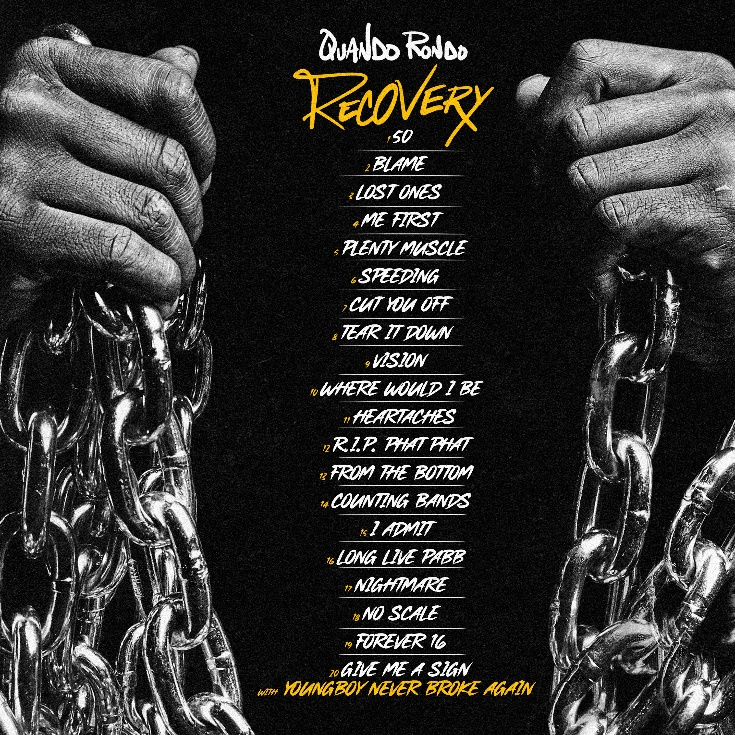 QUANDO RONDO
RECOVERY
1 50
2 BLAME
3 LOST ONES
4 ME FIRST
5 PLENTY MUSCLE
6 SPEEDING
7 CUT YOU OFF
8 TEAR IT DOWN
9 VISION
10 WHERE WOULD I BE
11 HEARTACHES
12 R.I.P. PHAT PHAT
13 FROM THE BOTTOM
14 COUNTING BANDS
15 I ADMIT
16 LONG LIVE PABB
17 NIGHTMARE
18 NO SCALE
19 FOREVER 16
20 GIVE ME A SIGN
WITH YOUNGBOY NEVER BROKE AGAIN